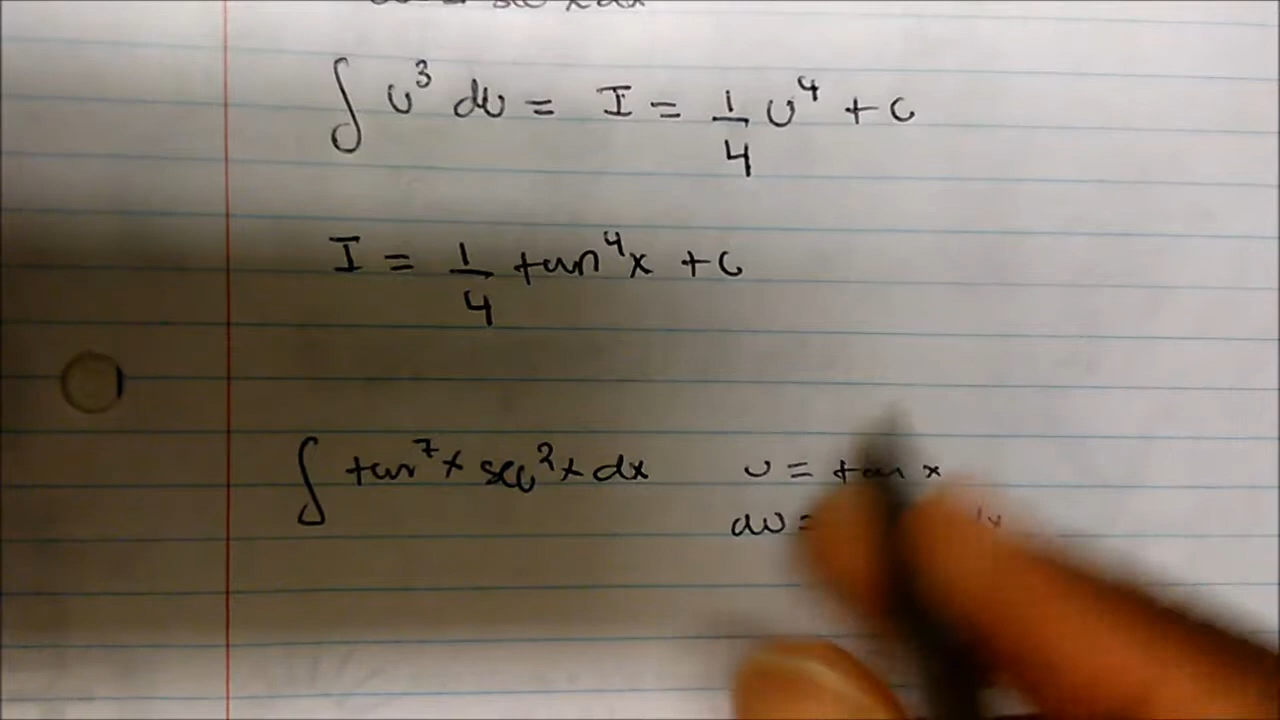 ∫ u³ du = I = 1/4 u⁴ + c
I = 1/4 tan⁴x + c
∫ tan⁷x sec²x dx u = tan x
du =